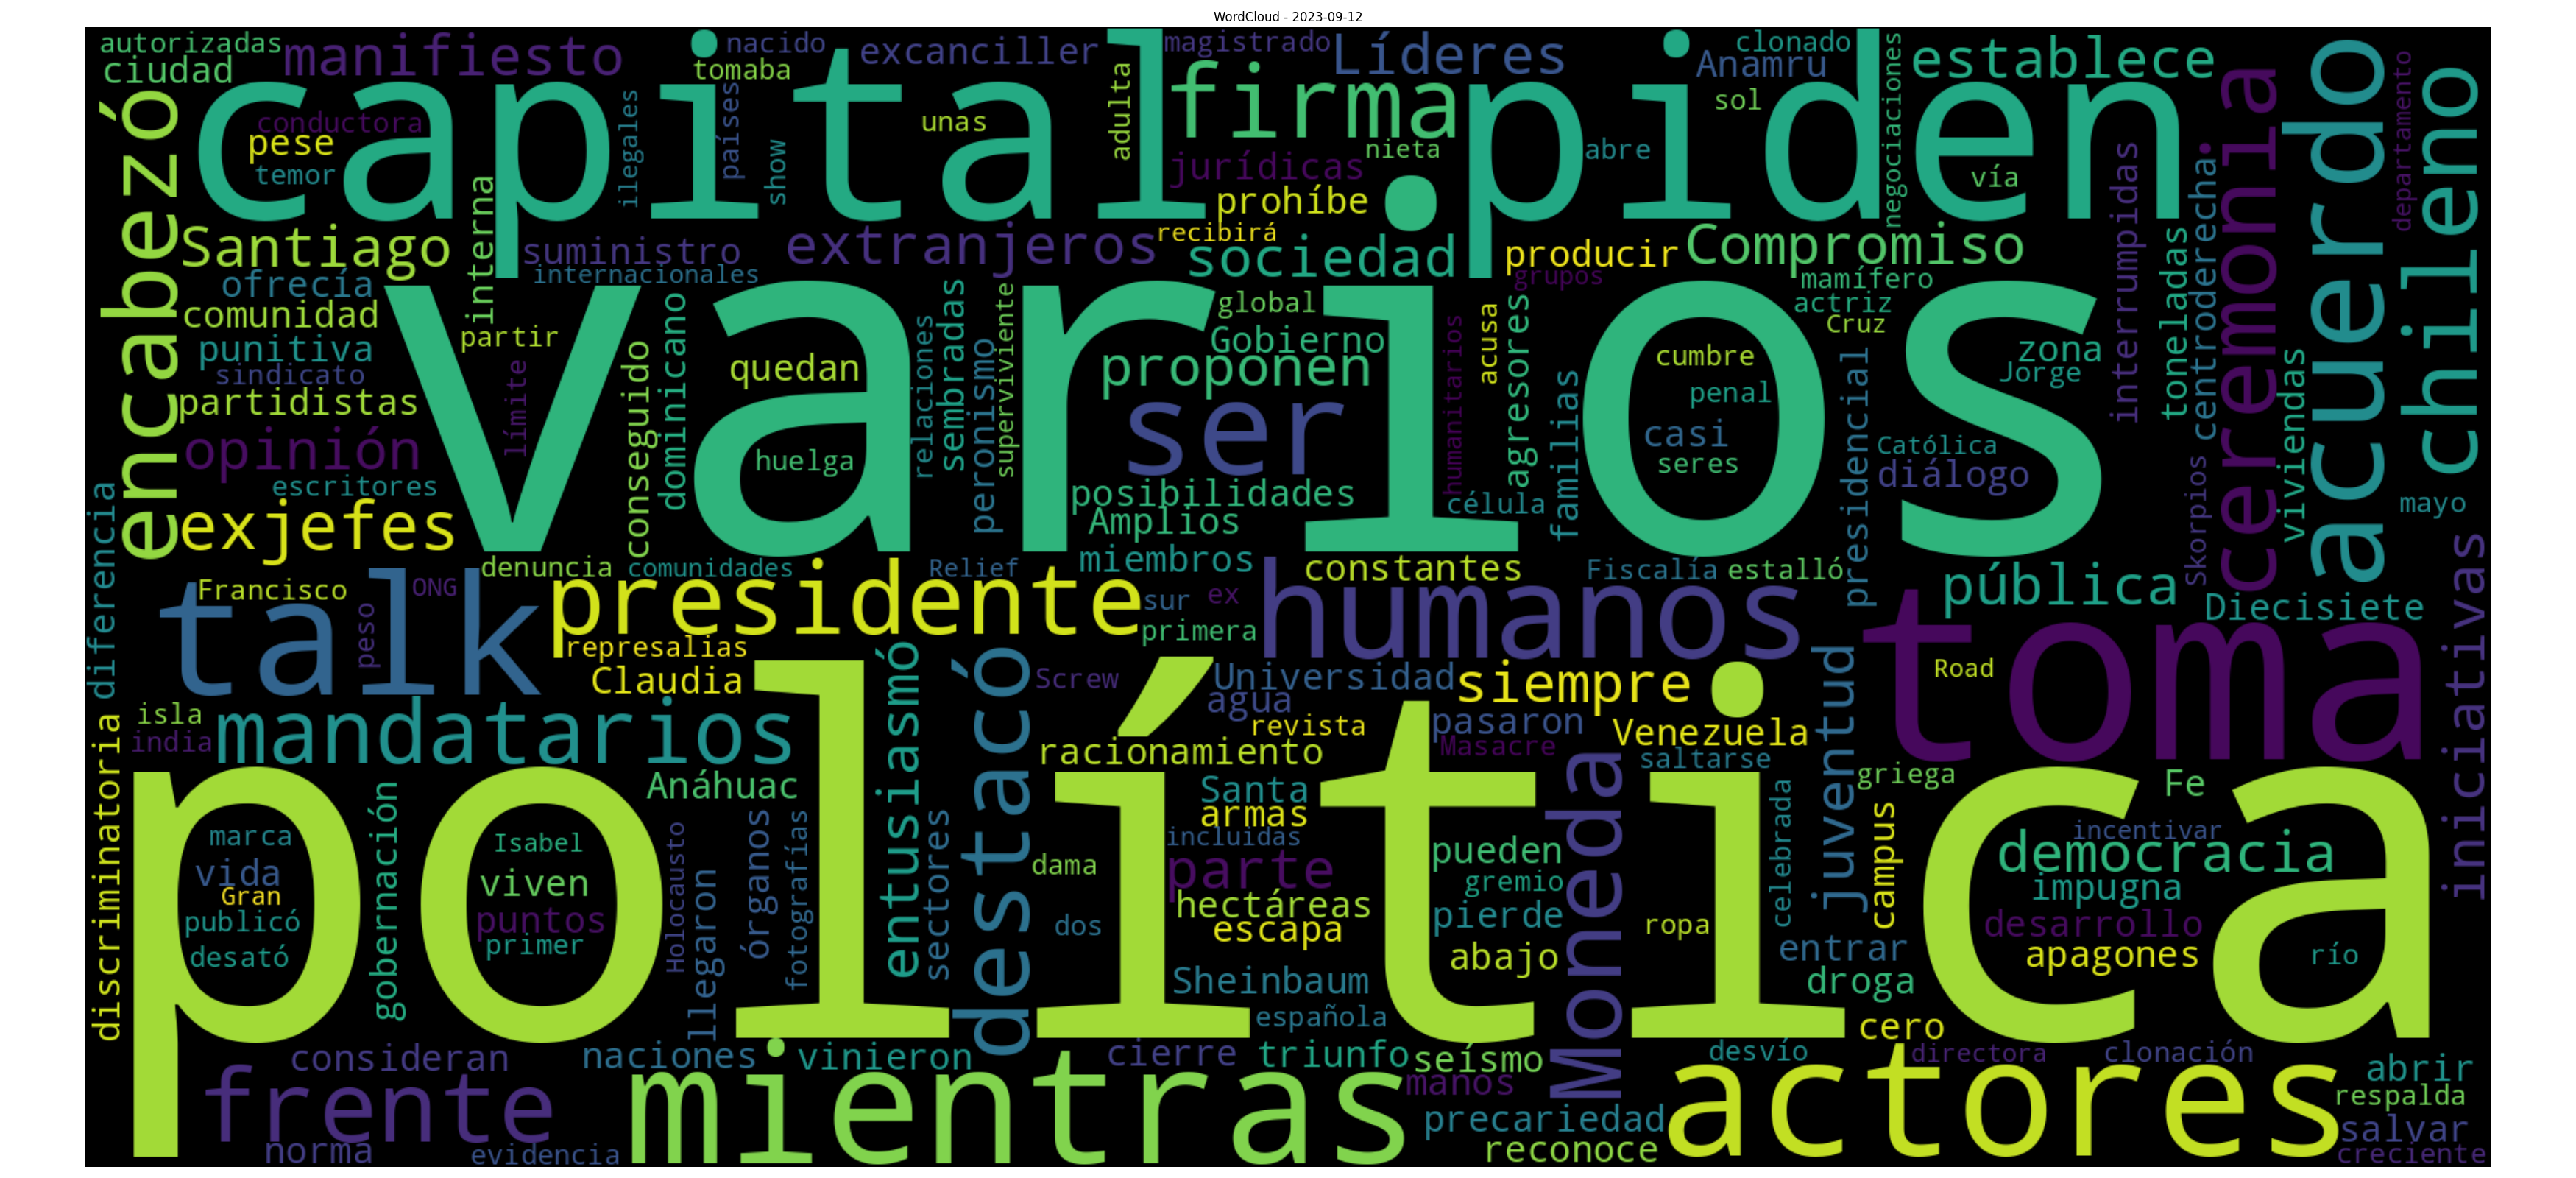 WordCloud - 2023-09-12
autorizadas
manifiesto
nacido
excanciller
magistrado
Líderes
clonado
establece
ciudad
tomaba
Anamru
capital
piden
firma
conductora
pese
temor
ilegales
países
show
unas
adulta
jurídicas
nieta
abre
sol
negociaciones
vía
encabezó
prohíbe
Santiago
interna
suministro
extranjeros
recibirá
sociedad
producir
Compromiso
interrumpidas
centroderecha
ceremonia
acuerdo
departamento
chileno
ofrecía
internacionales
grupos
mamífero
toneladas
comunidad
varios
global
actriz
Cruz
punitiva
partir
Gobierno
proponen
acusa
agresores
cumbre
zona
Jorge
sindicato
partidistas
límite
conseguido
dominicano
quedan
relaciones
sembradas
peronismo
superviviente
ser
humanitarios
familias
penal
casi
seres
presidencial
Católica
diálogo
viviendas
Skorpios
opinión
huelga
escritores
posibilidades
célula
mayo
exjefes
Amplios
diferencia
denuncia
comunidades
Relief
miembros
constantes
Fiscalía
estalló
pública
Diecisiete
iniciativas
Francisco
ONG
talk
peso
presidente
sur
ex
primera
humanos
toma
represalias
Claudia
entusiasmo
destacó
Screw
Universidad
siempre
Road
juventud
isla
india
mandatarios
agua
revista
pasaron
Venezuela
racionamiento
Masacre
saltarse
discriminatoria
política
Anáhuac
Santa
armas
Moneda
griega
Fe
marca
gobernación
Isabel
Holocausto
órganos
fotografías
incluidas
celebrada
campus
incentivar
vida
Gran
viven
llegaron
sectores
dama
parte
pueden
democracia
publicó
puntos
primer
hectáreas
gremio
impugna
desató
dos
escapa
pierde
ropa
desarrollo
abajo
entrar
apagones
río
Sheinbaum
droga
española
cero
consideran
naciones
vinieron
cierre
triunfo
seísmo
desvío
directora
clonación
abrir
frente
mientras
manos
actores
respalda
precariedad
salvar
norma
evidencia
reconoce
creciente